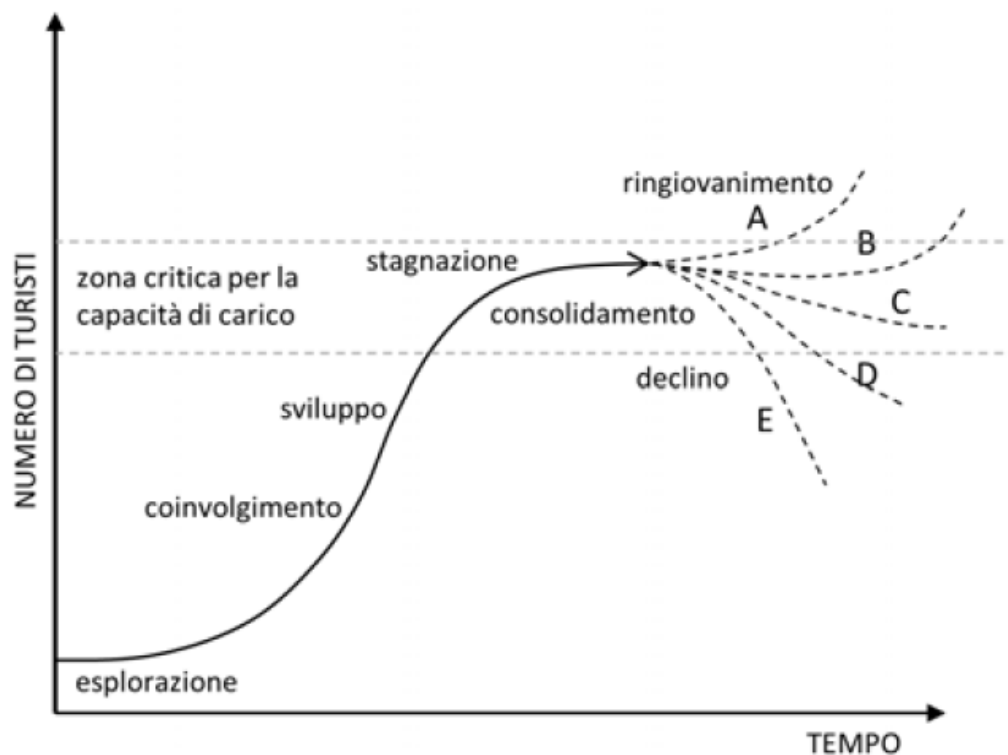 ringiovanimento
A
B
stagnazione
zona critica per la
capacità di carico
consolidamento
C
declino
D
sviluppo
E
coinvolgimento
esplorazione
NUMERO DI TURISTI
TEMPO